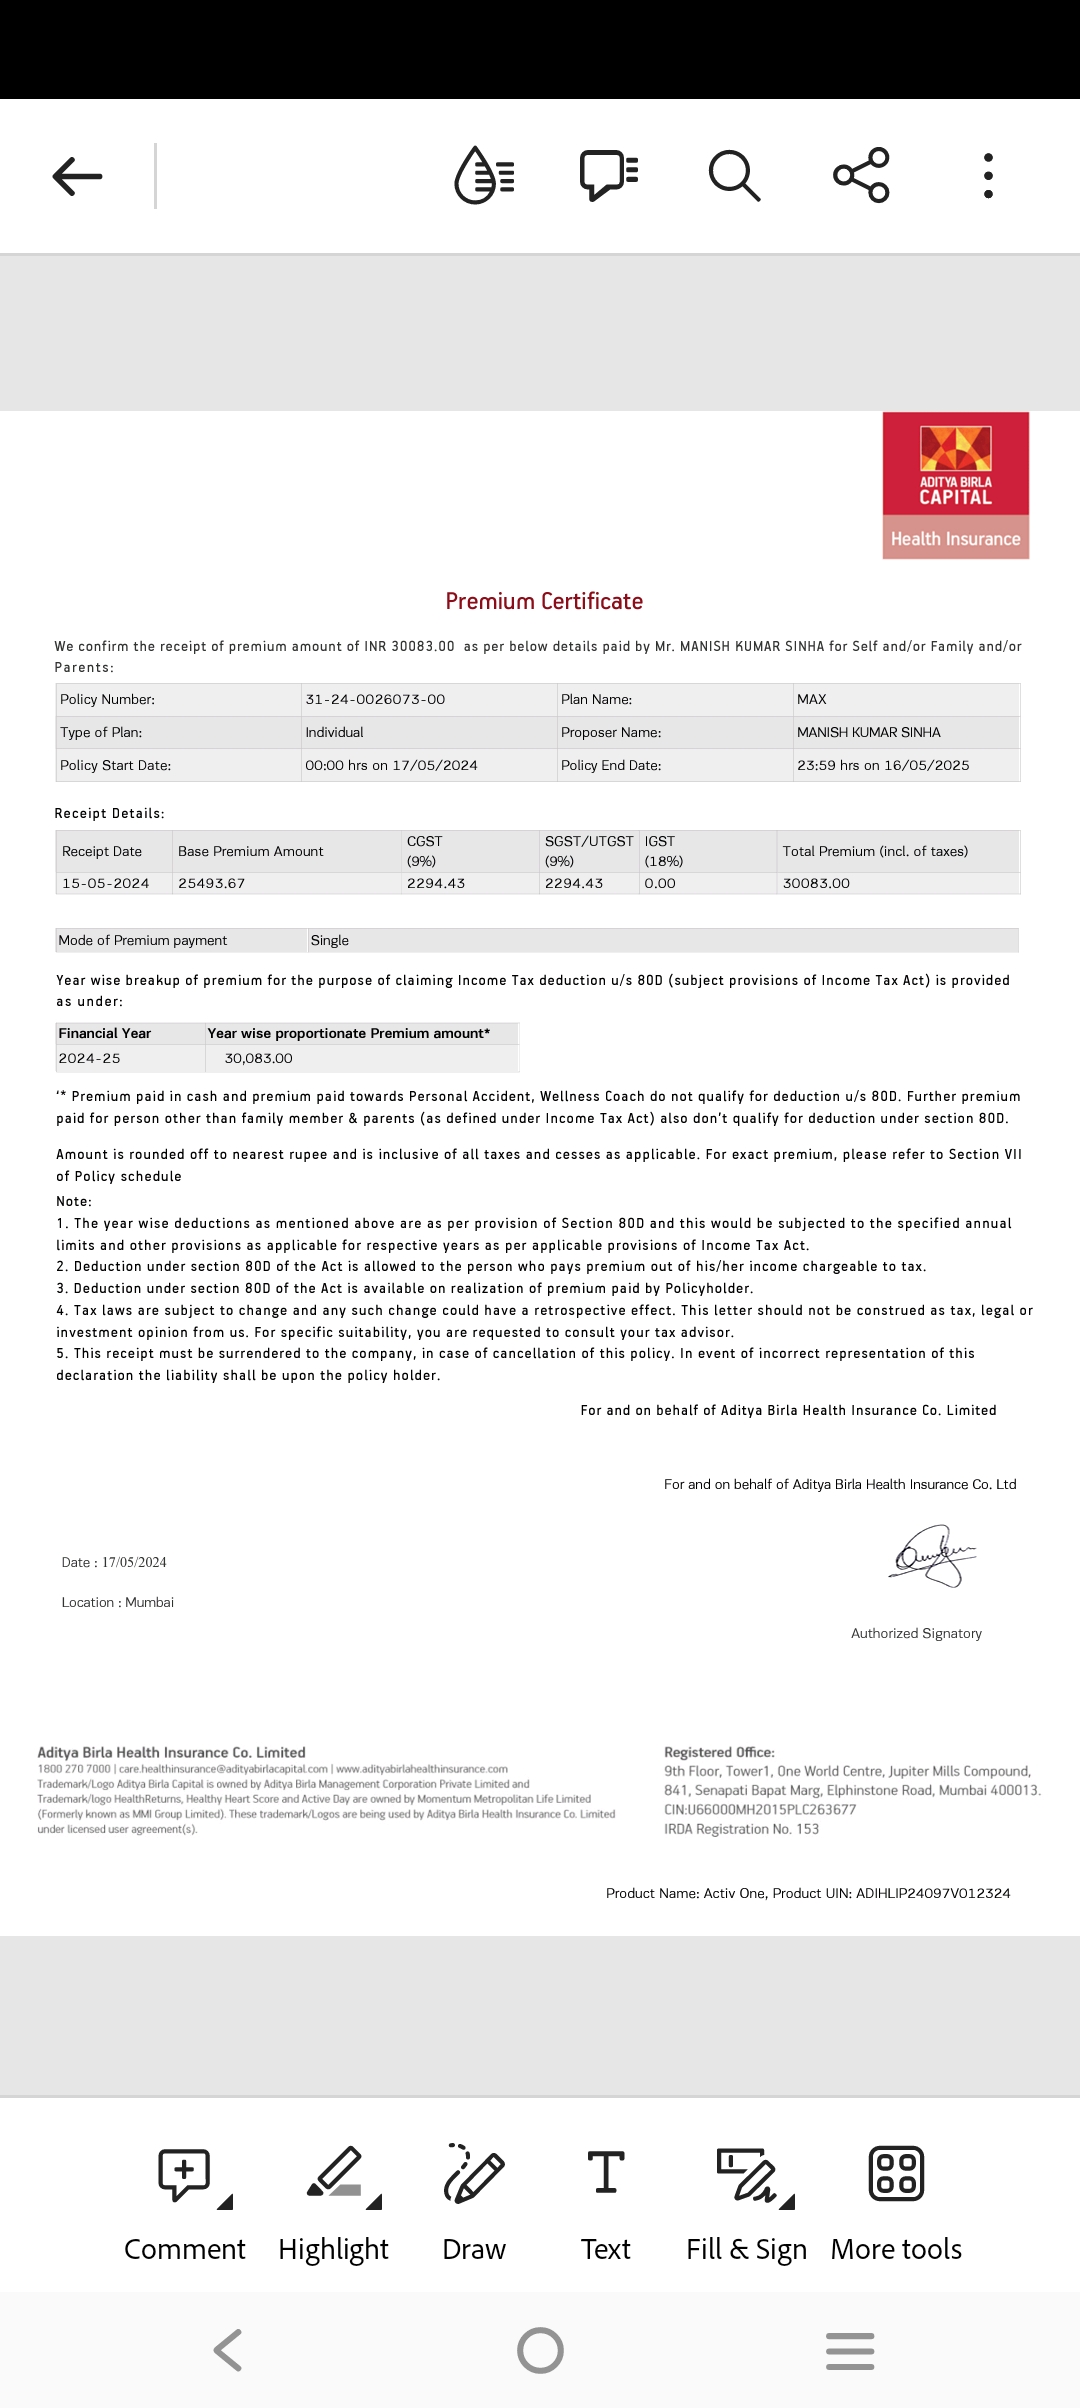 ADITYA BIRLA
CAPITAL
Health Insurance
Premium Certificate
We confirm the receipt of premium amount of INR 30083.00 as per below details paid by Mr. MANISH KUMAR SINHA for Self and/or Family and/or
Parents:
Policy Number: 31-24-0026073-00 Plan Name: MAX
Type of Plan: Individual Proposer Name: MANISH KUMAR SINHA
Policy Start Date: 00:00 hrs on 17/05/2024 Policy End Date: 23:59 hrs on 16/05/2025
Receipt Details:
Receipt Date Base Premium Amount CGST (9%) SGST/UTGST (9%) IGST (18%) Total Premium (incl. of taxes)
15-05-2024 25493.67 2294.43 2294.43 0.00 30083.00
Mode of Premium payment Single
Year wise breakup of premium for the purpose of claiming Income Tax deduction u/s 80D (subject provisions of Income Tax Act) is provided
as under:
Financial Year Year wise proportionate Premium amount*
2024-25 30,083.00
'* Premium paid in cash and premium paid towards Personal Accident, Wellness Coach do not qualify for deduction u/s 80D. Further premium
paid for person other than family member & parents (as defined under Income Tax Act) also don't qualify for deduction under section 80D.
Amount is rounded off to nearest rupee and is inclusive of all taxes and cesses as applicable. For exact premium, please refer to Section VII
of Policy schedule
Note:
1. The year wise deductions as mentioned above are as per provision of Section 80D and this would be subjected to the specified annual
limits and other provisions as applicable for respective years as per applicable provisions of Income Tax Act.
2. Deduction under section 80D of the Act is allowed to the person who pays premium out of his/her income chargeable to tax.
3. Deduction under section 80D of the Act is available on realization of premium paid by Policyholder.
4. Tax laws are subject to change and any such change could have a retrospective effect. This letter should not be construed as tax, legal or
investment opinion from us. For specific suitability, you are requested to consult your tax advisor.
5. This receipt must be surrendered to the company, in case of cancellation of this policy. In event of incorrect representation of this
declaration the liability shall be upon the policy holder.
For and on behalf of Aditya Birla Health Insurance Co. Limited
For and on behalf of Aditya Birla Health Insurance Co. Ltd
Date : 17/05/2024
Location : Mumbai
Authorized Signatory
Aditya Birla Health Insurance Co. Limited
1800 270 7000 | care.healthinsurance@adityabirlacapital.com | www.adityabirlahealthinsurance.com
Trademark/Logo Aditya Birla Capital is owned by Aditya Birla Management Corporation Private Limited and
Trademark/logo HealthReturns, Healthy Heart Score and Active Day are owned by Momentum Metropolitan Life Limited
(Formerly known as MMI Group Limited). These trademark/Logos are being used by Aditya Birla Health Insurance Co. Limited
under licensed user agreement(s).
Registered Office:
9th Floor, Tower1, One World Centre, Jupiter Mills Compound,
841, Senapati Bapat Marg, Elphinstone Road, Mumbai 400013.
CIN:U66000MH2015PLC263677
IRDA Registration No. 153
Product Name: Activ One, Product UIN: ADIHLIP24097V012324
Comment Highlight Draw Text Fill & Sign More tools